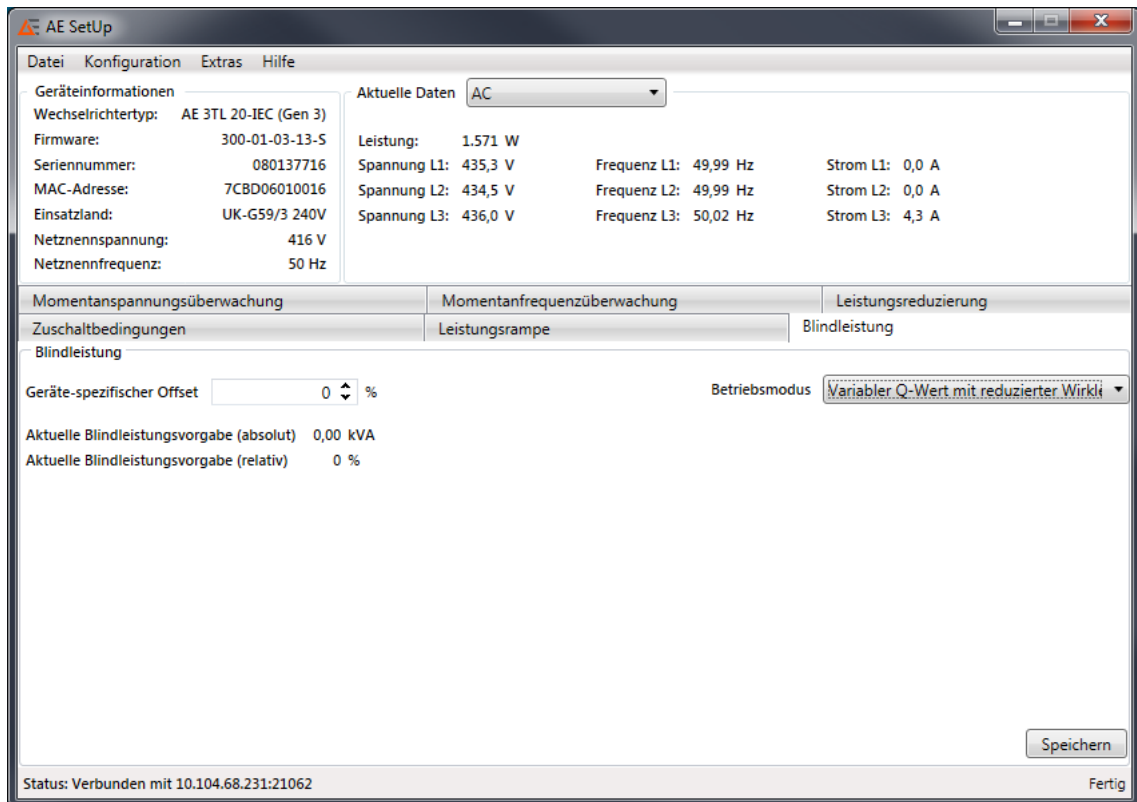 AE SetUp
Datei Konfiguration Extras Hilfe
Geräteinformationen
Wechselrichtertyp: AE 3TL 20-IEC (Gen 3)
Firmware: 300-01-03-13-S
Seriennummer: 080137716
MAC-Adresse: 7CBD06010016
Einsatzland: UK-G59/3 240V
Netznennspannung: 416 V
Netznennfrequenz: 50 Hz
Aktuelle Daten AC
Leistung: 1.571 W
Spannung L1: 435,3 V Frequenz L1: 49,99 Hz Strom L1: 0,0 A
Spannung L2: 434,5 V Frequenz L2: 49,99 Hz Strom L2: 0,0 A
Spannung L3: 436,0 V Frequenz L3: 50,02 Hz Strom L3: 4,3 A
Momentanspannungsüberwachung Momentanfrequenzüberwachung Leistungsreduzierung
Zuschaltbedingungen Leistungsrampe Blindleistung
Blindleistung
Geräte-spezifischer Offset 0 % Betriebsmodus Variabler Q-Wert mit reduzierter Wirkle
Aktuelle Blindleistungsvorgabe (absolut) 0,00 kVA
Aktuelle Blindleistungsvorgabe (relativ) 0 %
Speichern
Status: Verbunden mit 10.104.68.231:21062 Fertig